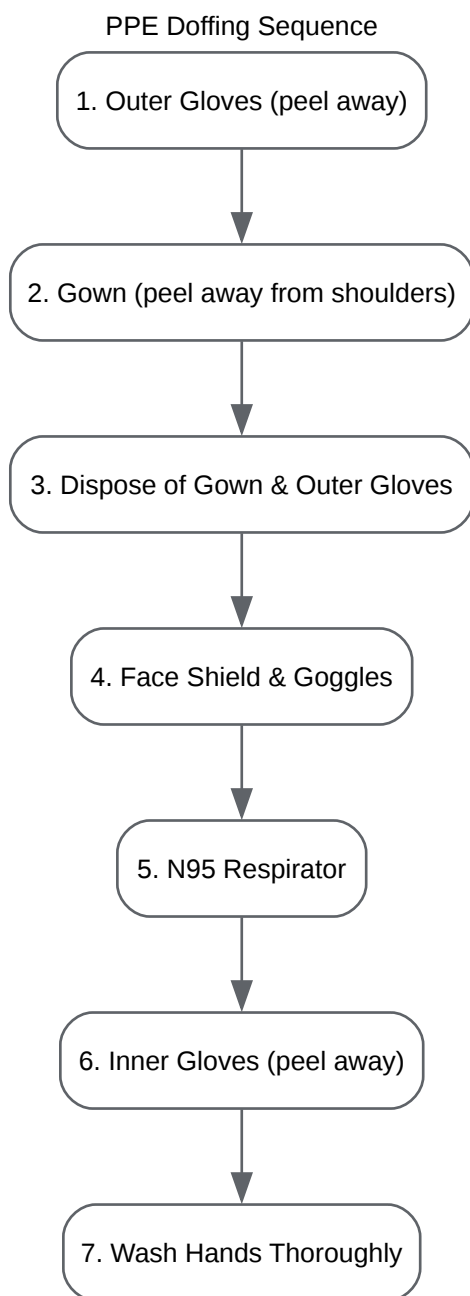 PPE Doffing Sequence
1. Outer Gloves (peel away)
2. Gown (peel away from shoulders)
3. Dispose of Gown & Outer Gloves
4. Face Shield & Goggles
5. N95 Respirator
6. Inner Gloves (peel away)
7. Wash Hands Thoroughly